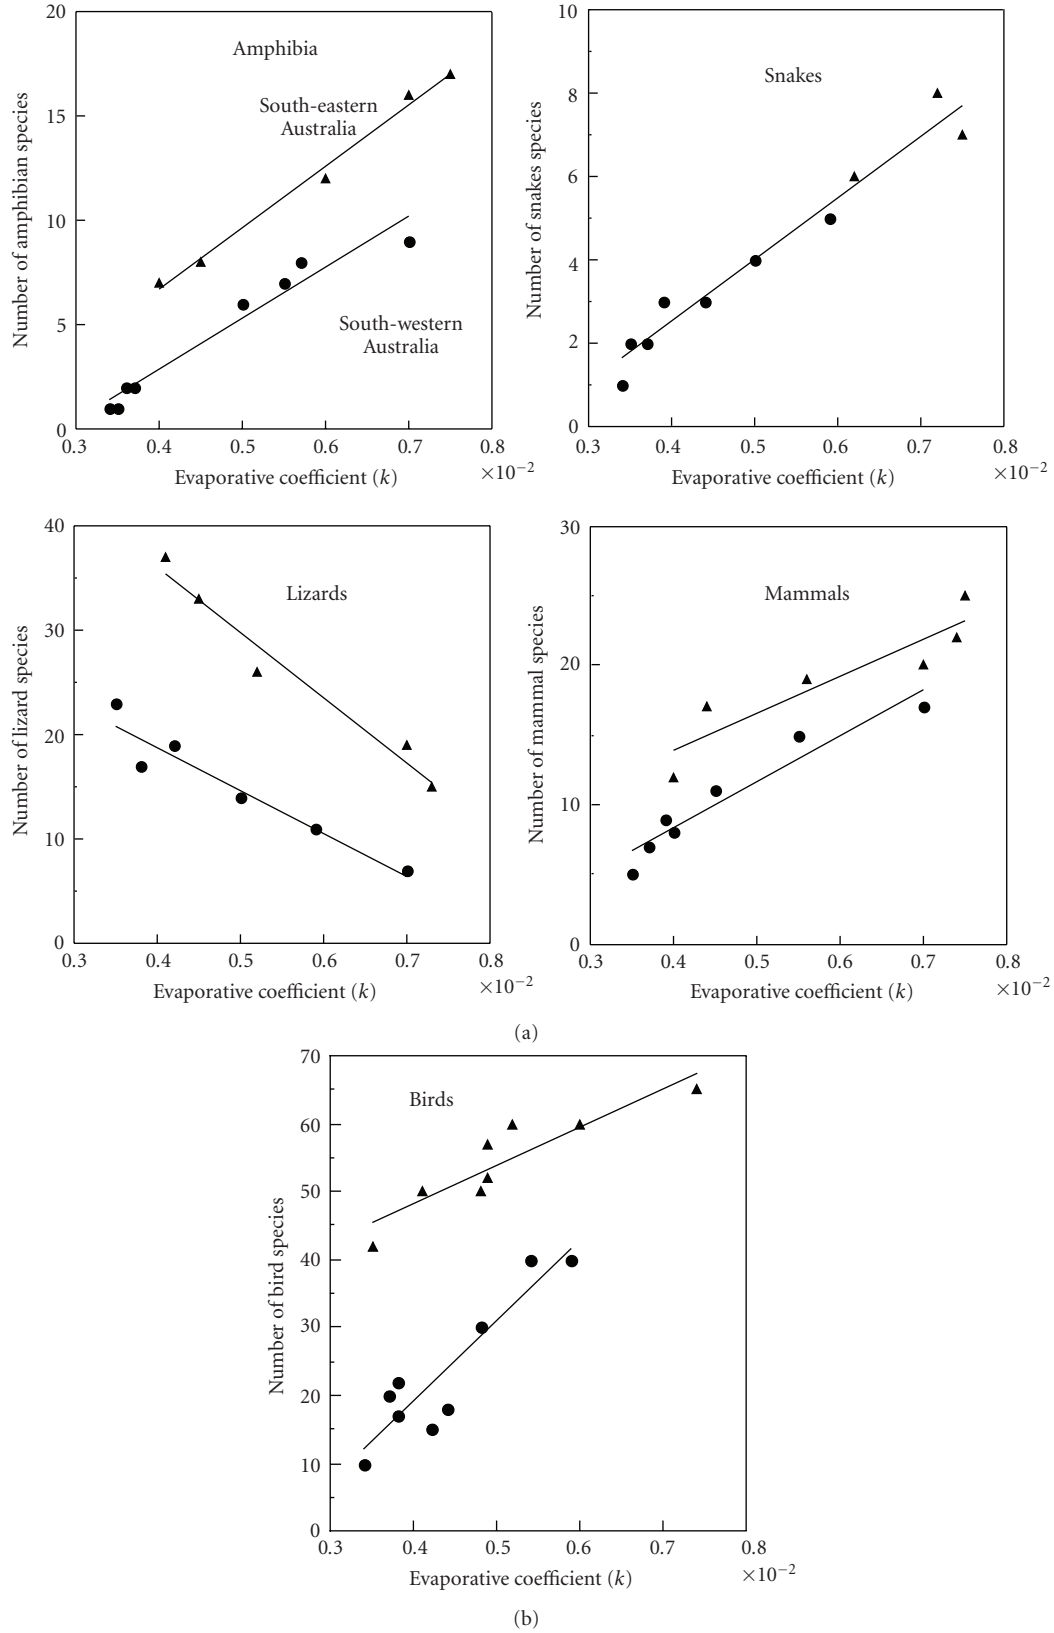 Amphibia
South-eastern
Australia
South-western
Australia
Number of amphibian species
20
15
10
5
0
0.3 0.4 0.5 0.6 0.7 0.8
×10−2
Evaporative coefficient (k)
Snakes
Number of snakes species
10
8
6
4
2
0
0.3 0.4 0.5 0.6 0.7 0.8
×10−2
Evaporative coefficient (k)
Lizards
Number of lizard species
40
30
20
10
0
0.3 0.4 0.5 0.6 0.7 0.8
×10−2
Evaporative coefficient (k)
Mammals
Number of mammal species
30
20
10
0
0.3 0.4 0.5 0.6 0.7 0.8
×10−2
Evaporative coefficient (k)
(a)
Birds
Number of bird species
70
60
50
40
30
20
10
0
0.3 0.4 0.5 0.6 0.7 0.8
×10−2
Evaporative coefficient (k)
(b)